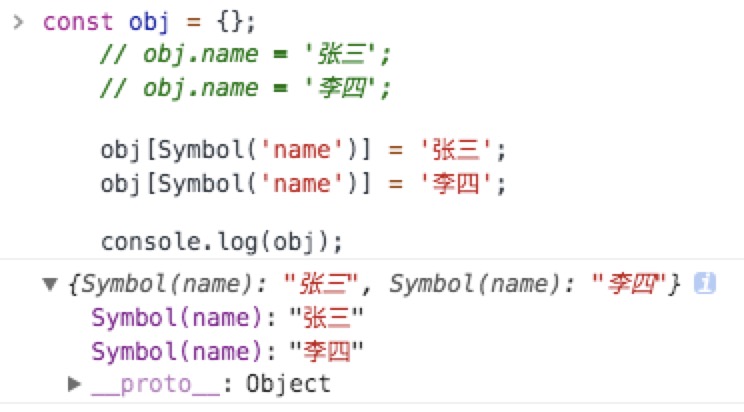 const obj = {};
// obj.name = '张三';
// obj.name = '李四';
obj[Symbol('name')] = '张三';
obj[Symbol('name')] = '李四';
console.log(obj);
{Symbol(name): "张三", Symbol(name): "李四"} i
Symbol(name): "张三"
Symbol(name): "李四"
__proto__: Object